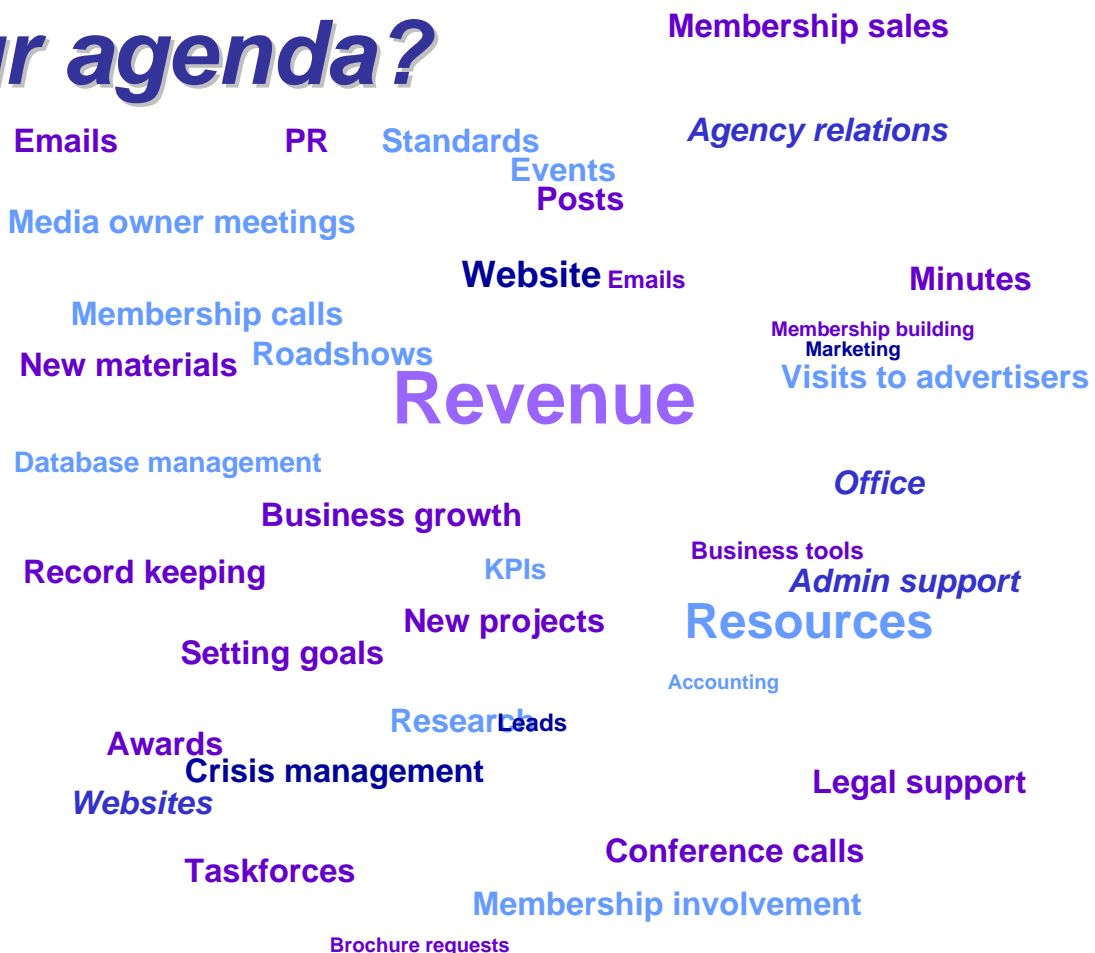 ur agenda?
Membership sales
Emails
PR
Standards
Agency relations
Events
Posts
Media owner meetings
Website
Emails
Minutes
Membership calls
Membership building
Marketing
Roadshows
New materials
Visits to advertisers
Revenue
Database management
Office
Business growth
Business tools
Record keeping
KPIs
Admin support
New projects
Resources
Setting goals
Accounting
Research
Leads
Awards
Crisis management
Legal support
Websites
Conference calls
Taskforces
Membership involvement
Brochure requests